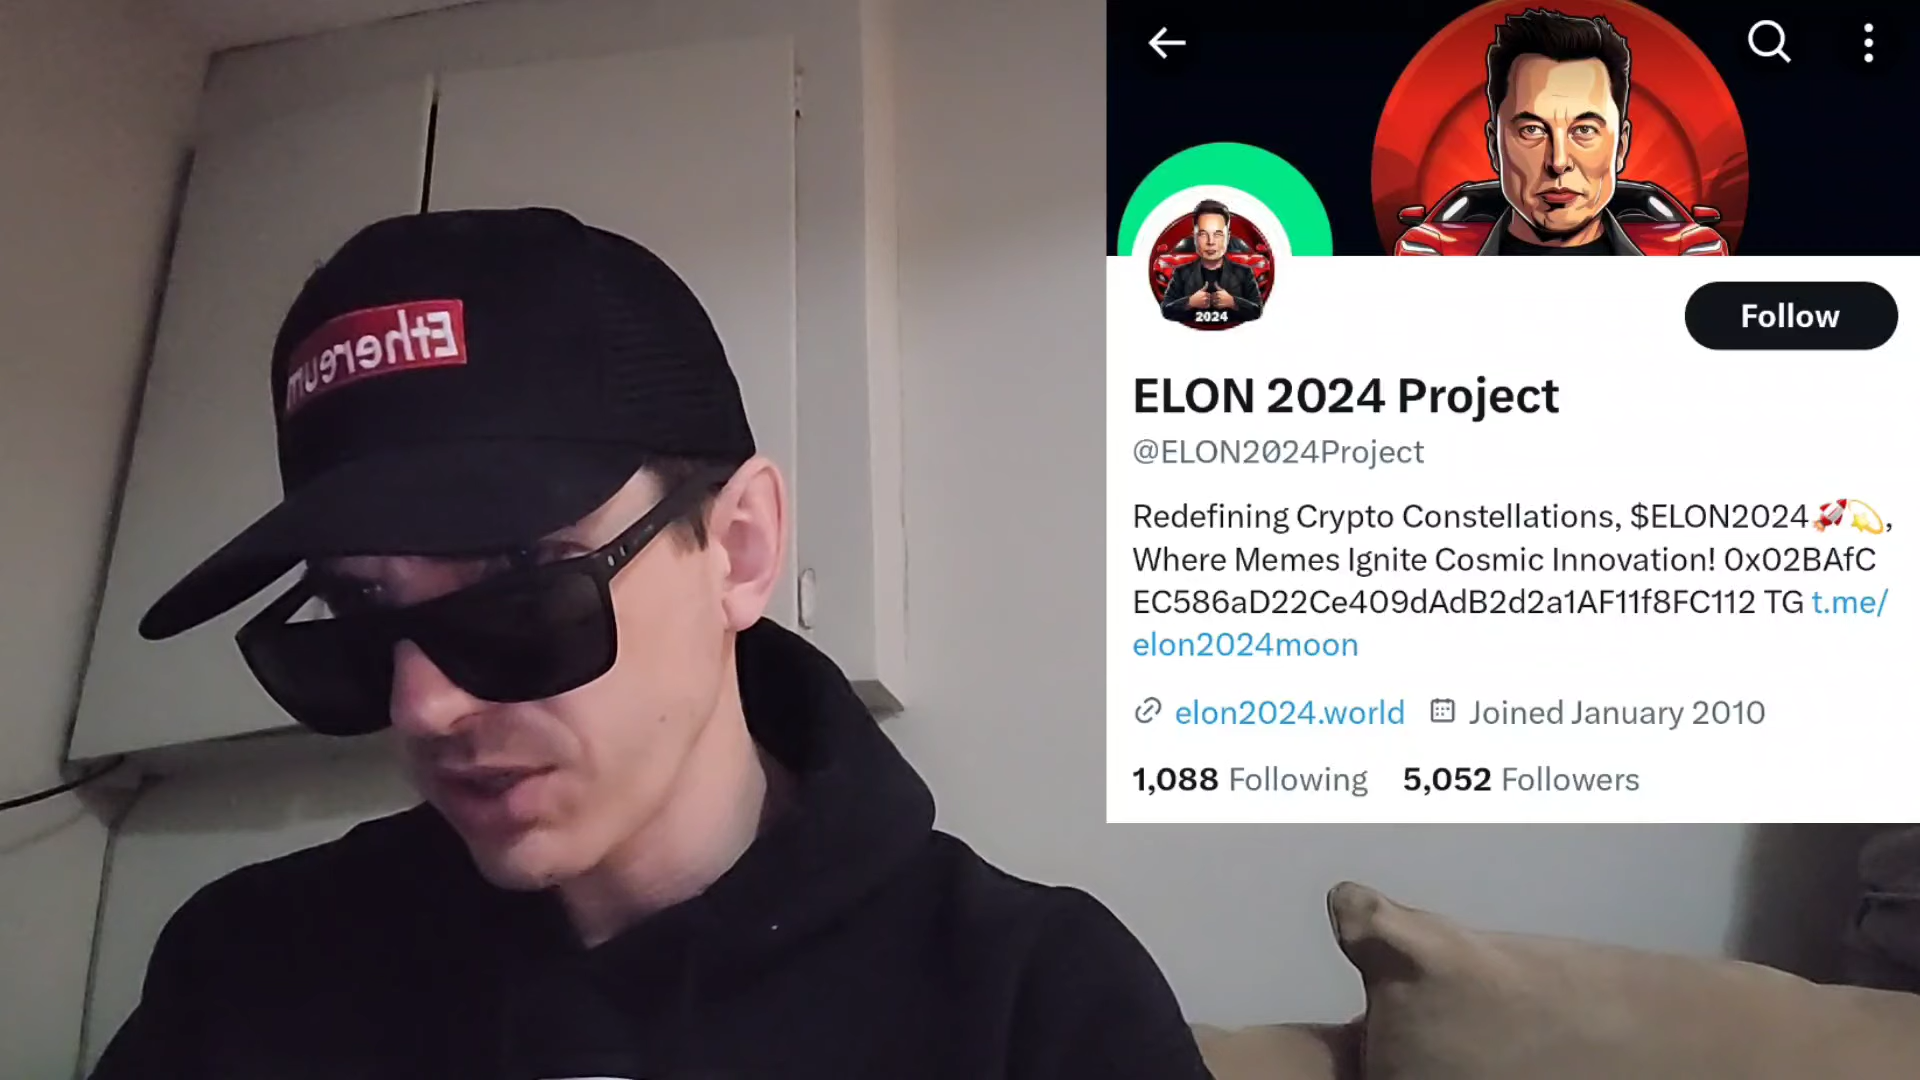 Ethereum
2024
Follow
ELON 2024 Project
@ELON2024Project
Redefining Crypto Constellations, $ELON2024🚀💫,
Where Memes Ignite Cosmic Innovation! 0x02BAfC
EC586aD22Ce409dAdB2d2a1AF11f8FC112 TG t.me/
elon2024moon
elon2024.world Joined January 2010
1,088 Following 5,052 Followers